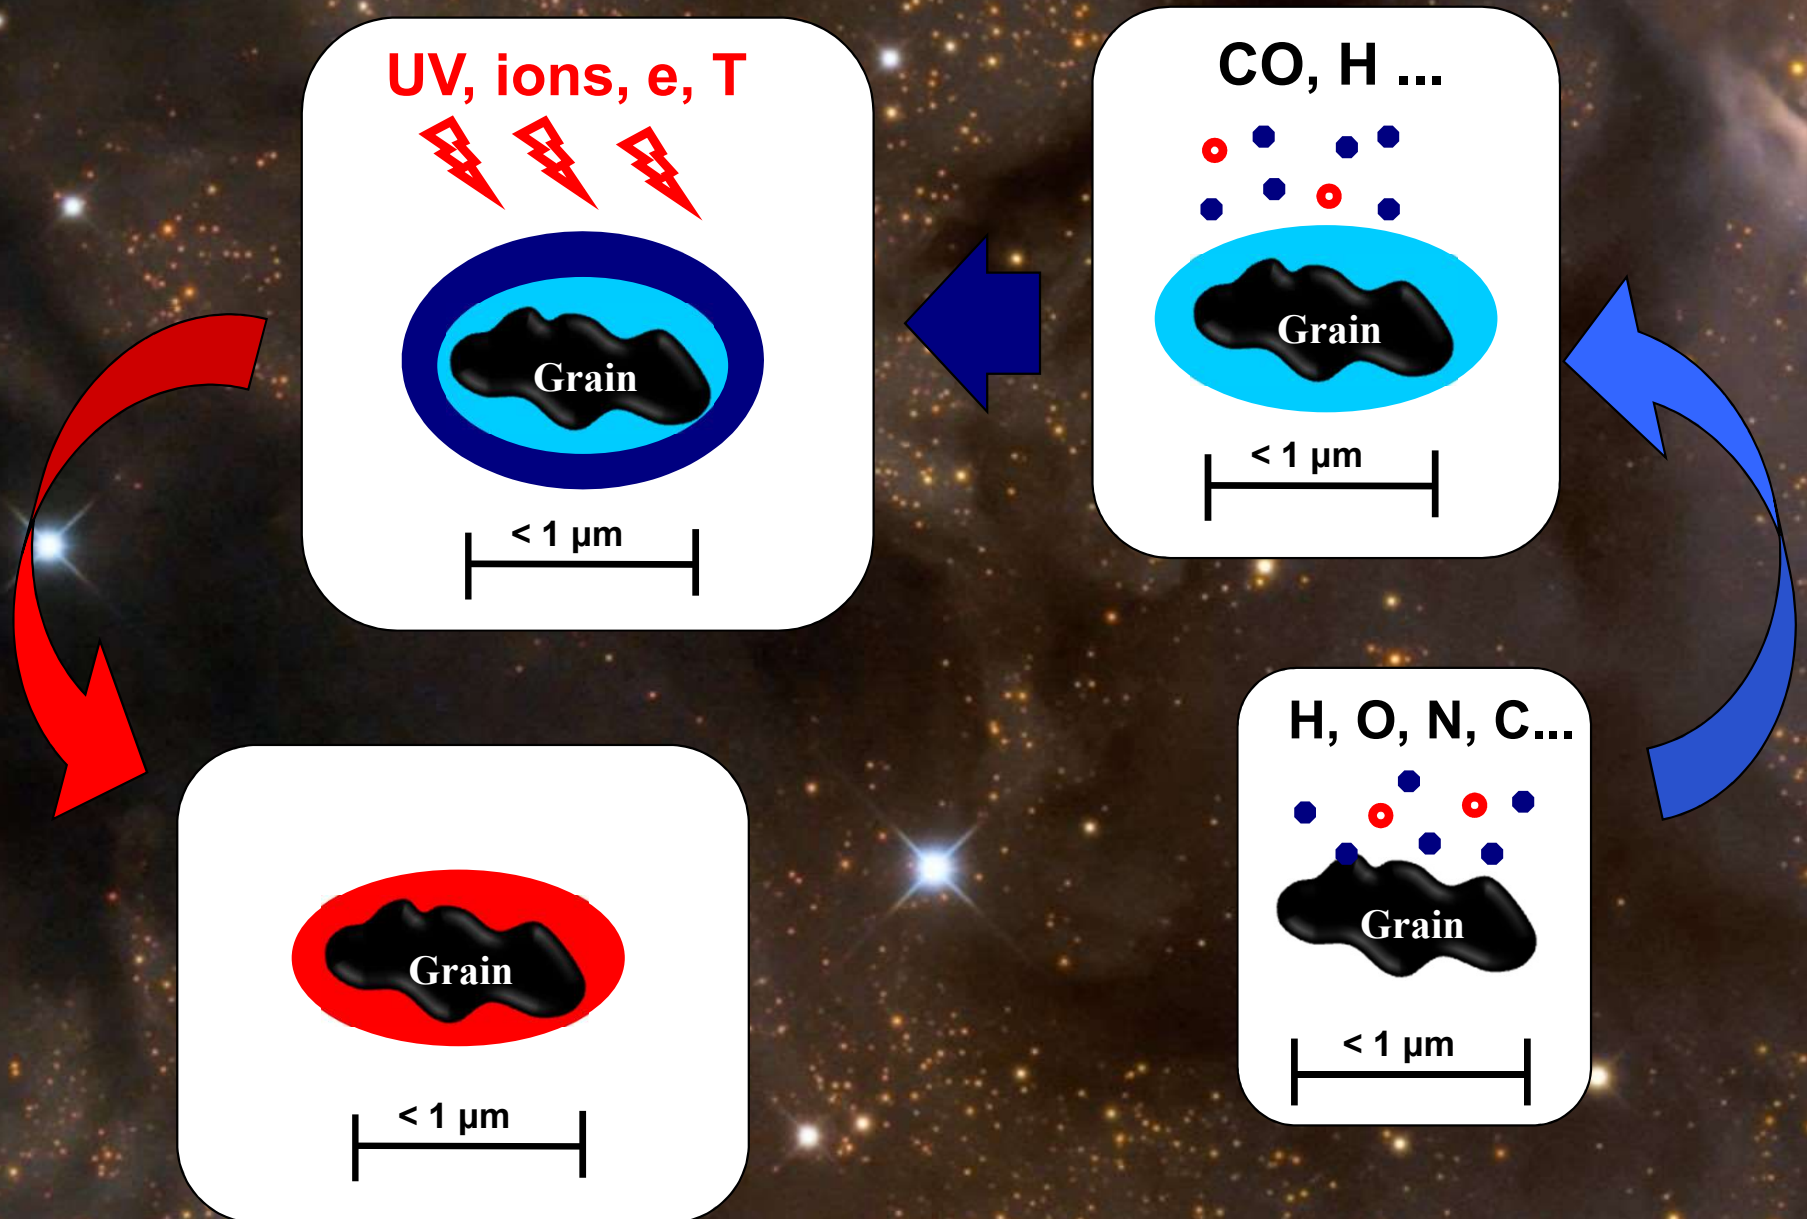 UV, ions, e, T
Grain
< 1 µm
CO, H ...
Grain
< 1 µm
H, O, N, C...
Grain
< 1 µm
Grain
< 1 µm